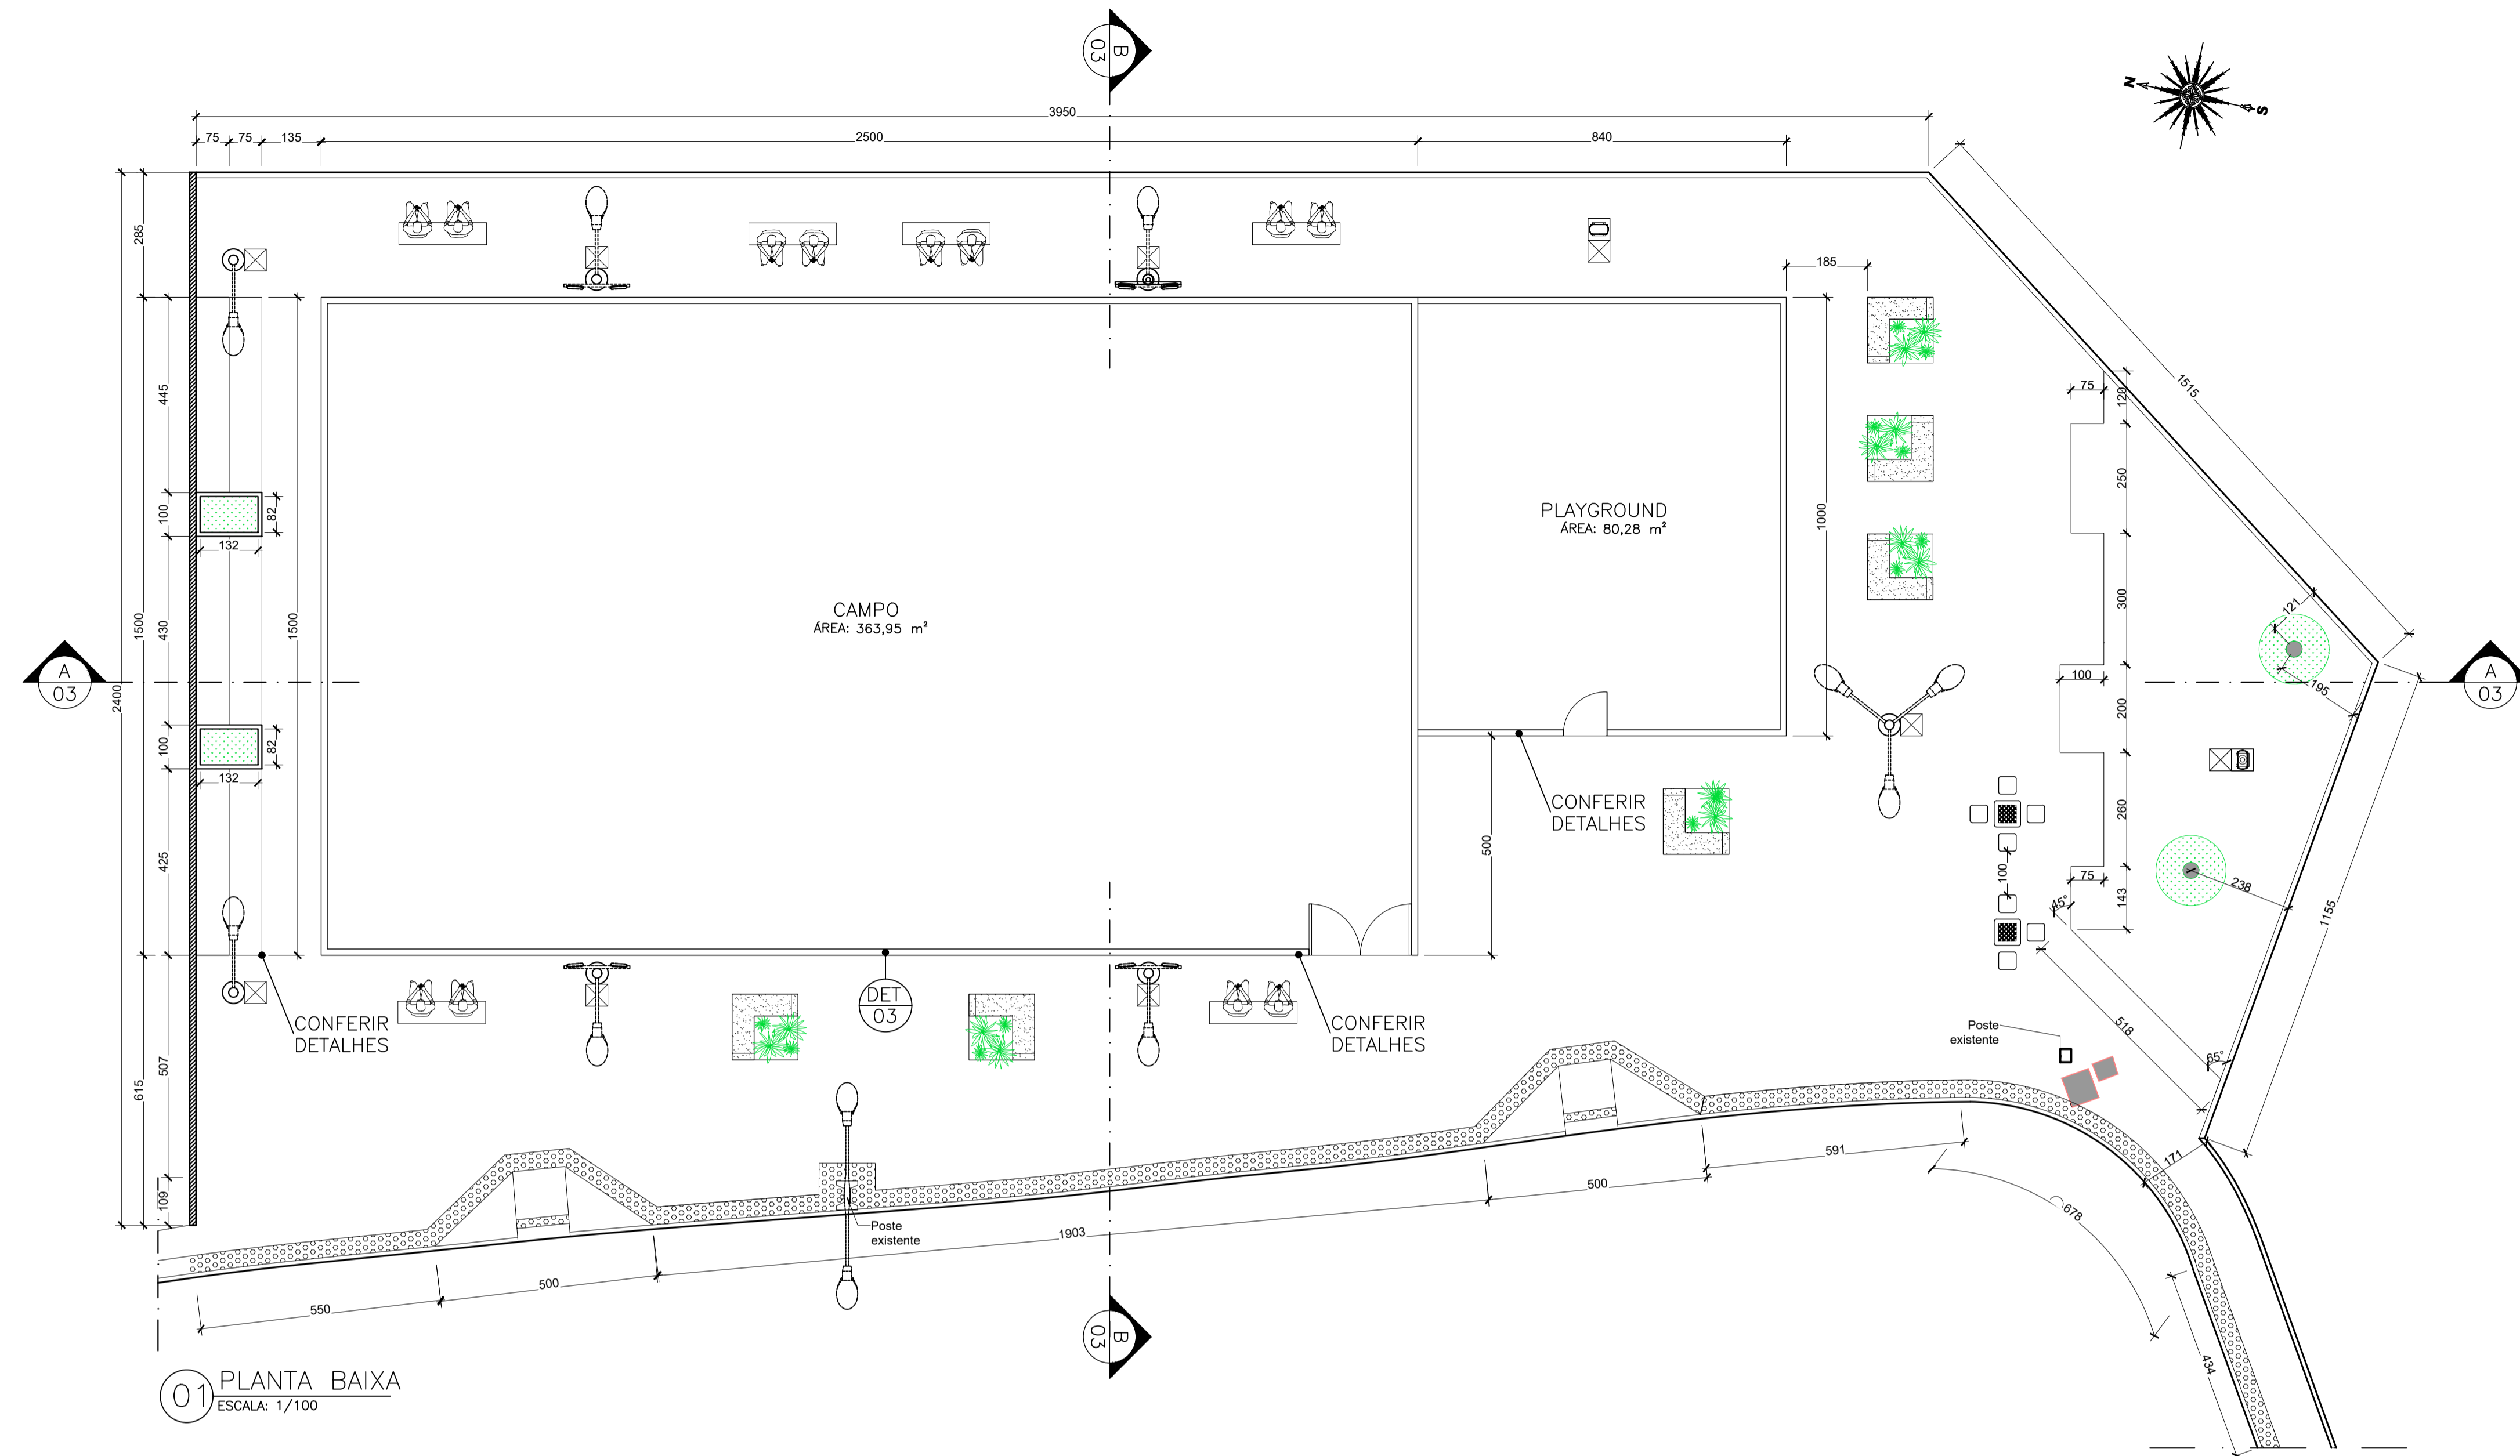 B
03
N
S
3950
75
75
135
2500
840
285
185
1515
445
75
120
250
100
82
132
PLAYGROUND
ÁREA: 80,28 m²
1000
CAMPO
ÁREA: 363,95 m²
300
121
1500
430
1500
A
03
2400
100
195
A
03
200
100
82
132
CONFERIR
DETALHES
500
260
100
425
75
143
238
45°
1155
DET
03
CONFERIR
DETALHES
CONFERIR
DETALHES
518
Poste
existente
65°
507
615
109
171
591
500
678
Poste
existente
1903
500
550
434
B
03
01
PLANTA BAIXA
ESCALA: 1/100